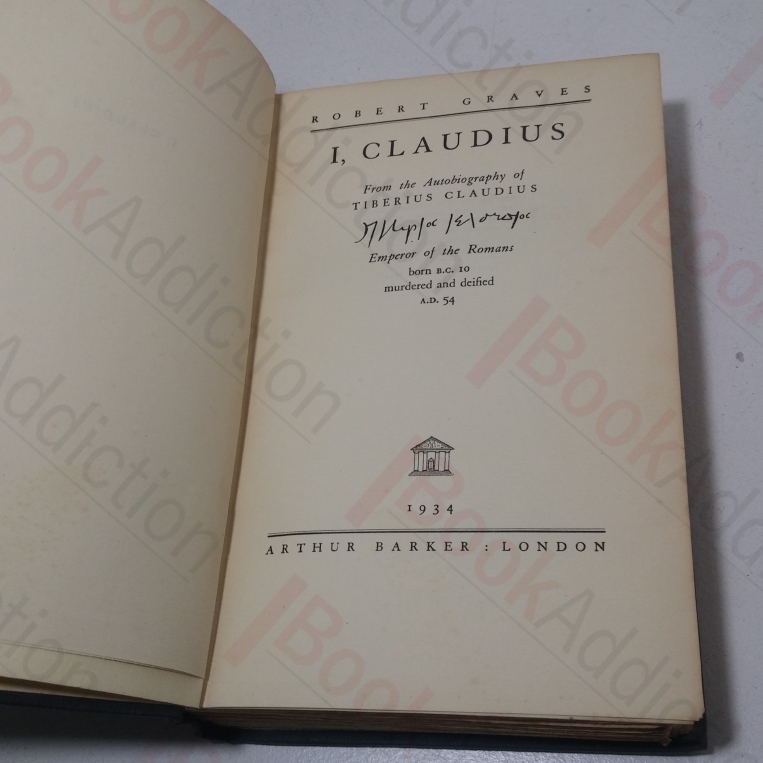 ROBERT GRAVES
I, CLAUDIUS
From the Autobiography of
TIBERIUS CLAUDIUS
Emperor of the Romans
born B.C. 10
murdered and deified
A.D. 54
1934
ARTHUR BARKER : LONDON
BookAddiction